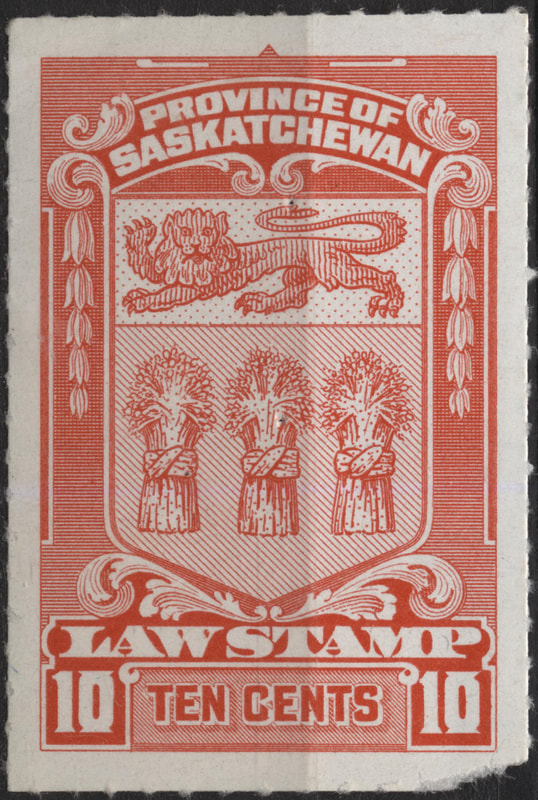 PROVINCE OF
SASKATCHEWAN
LAW STAMP
10 TEN CENTS 10